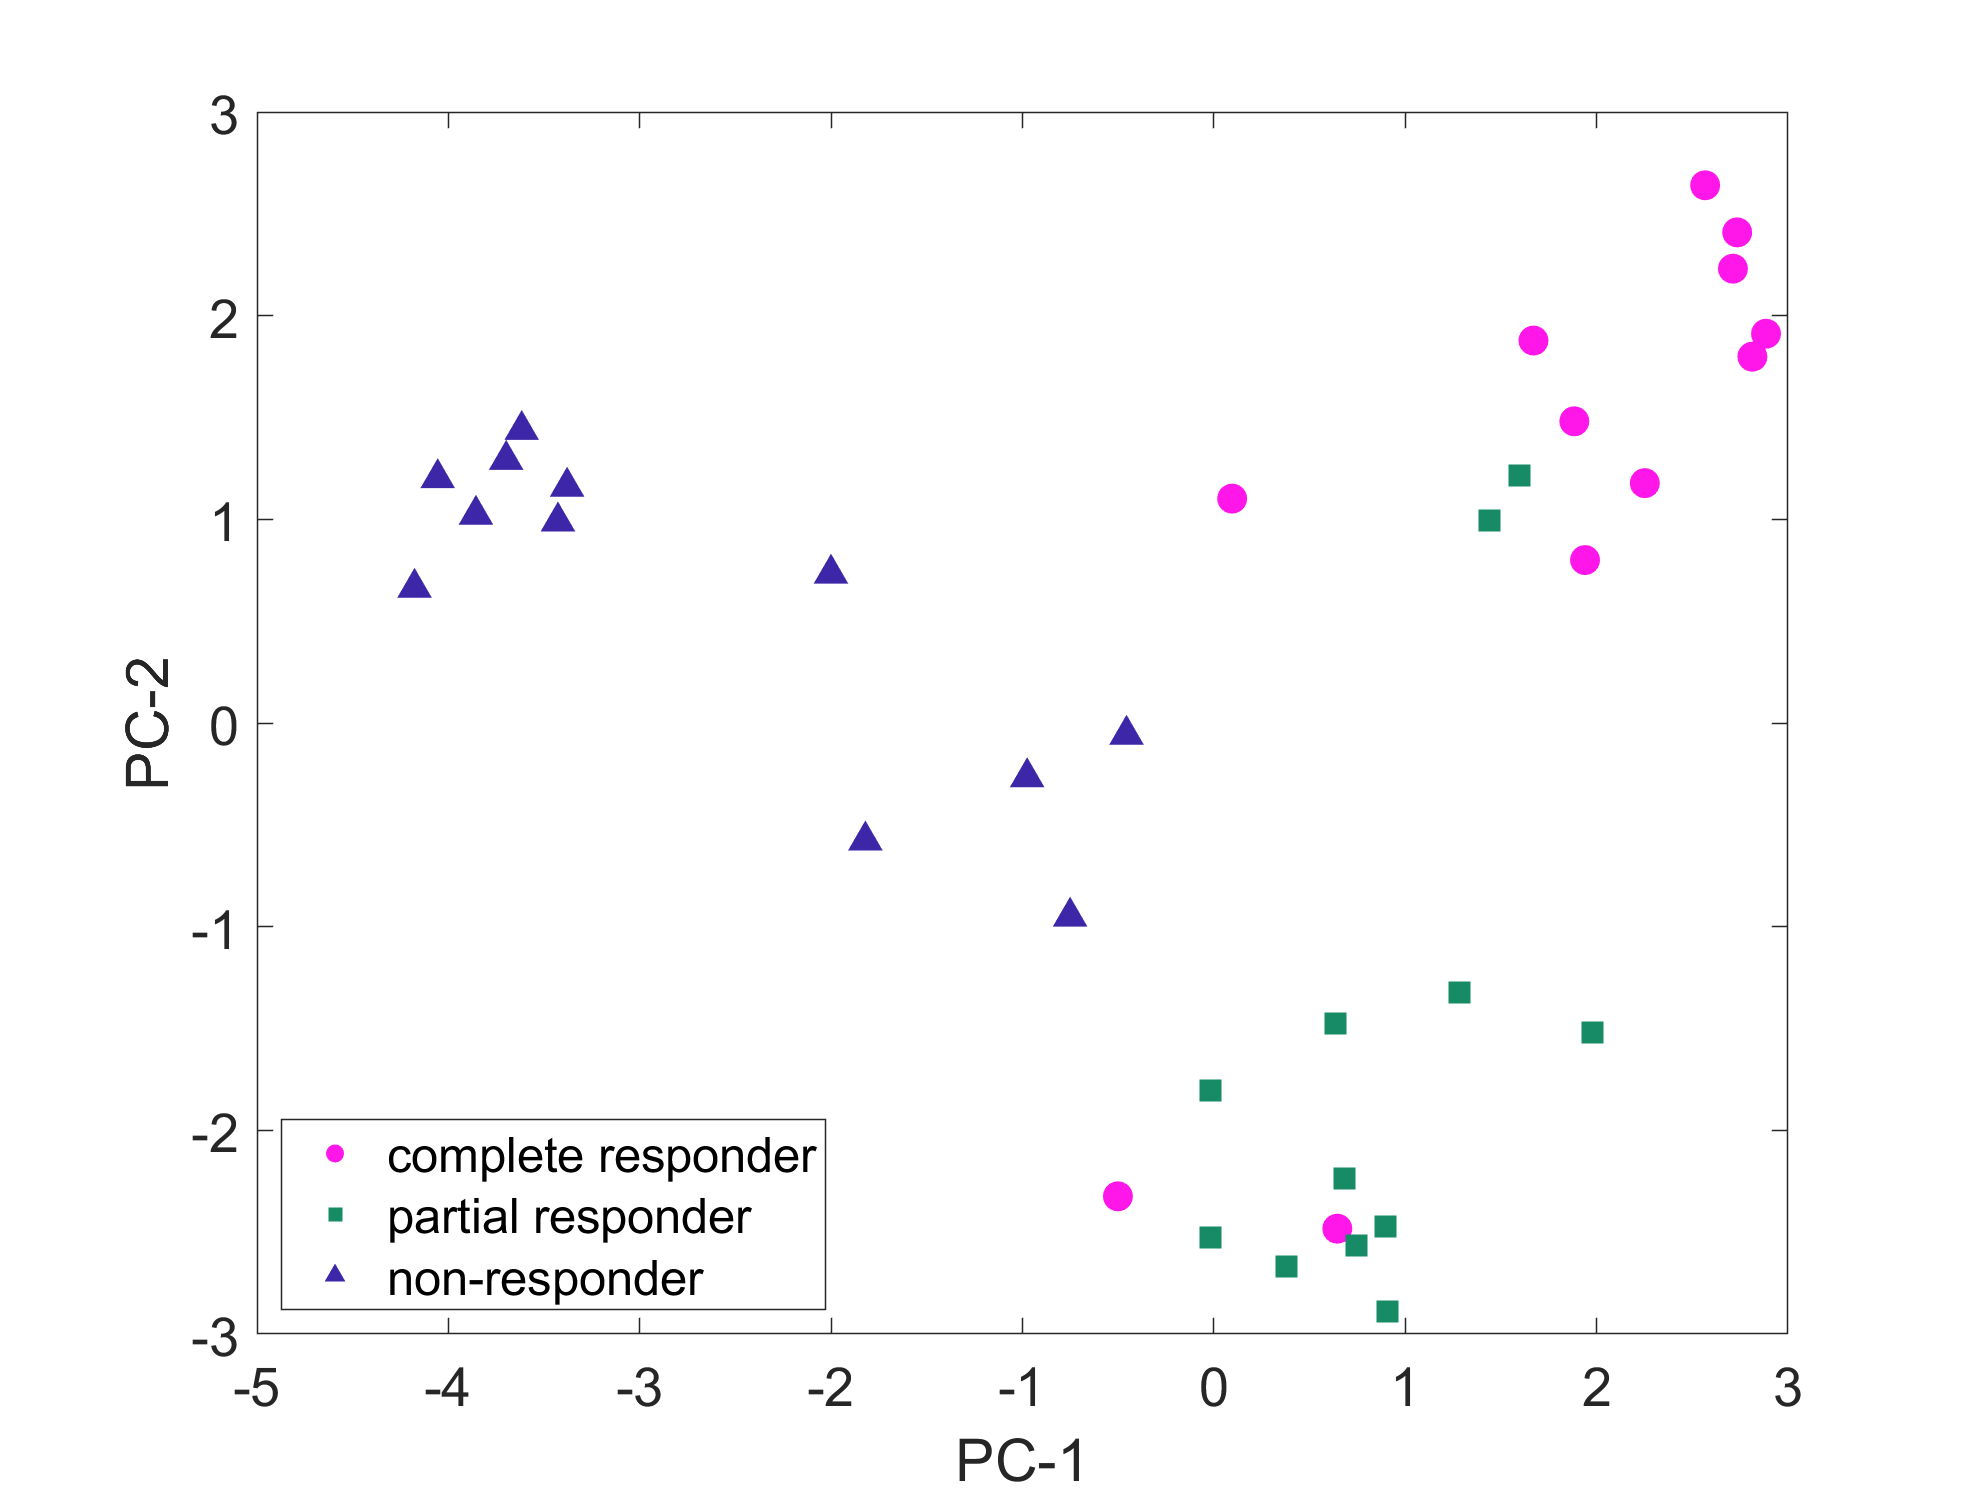 3
2
1
0
-1
-2
-3
PC-2
complete responder
partial responder
non-responder
-5 -4 -3 -2 -1 0 1 2 3
PC-1